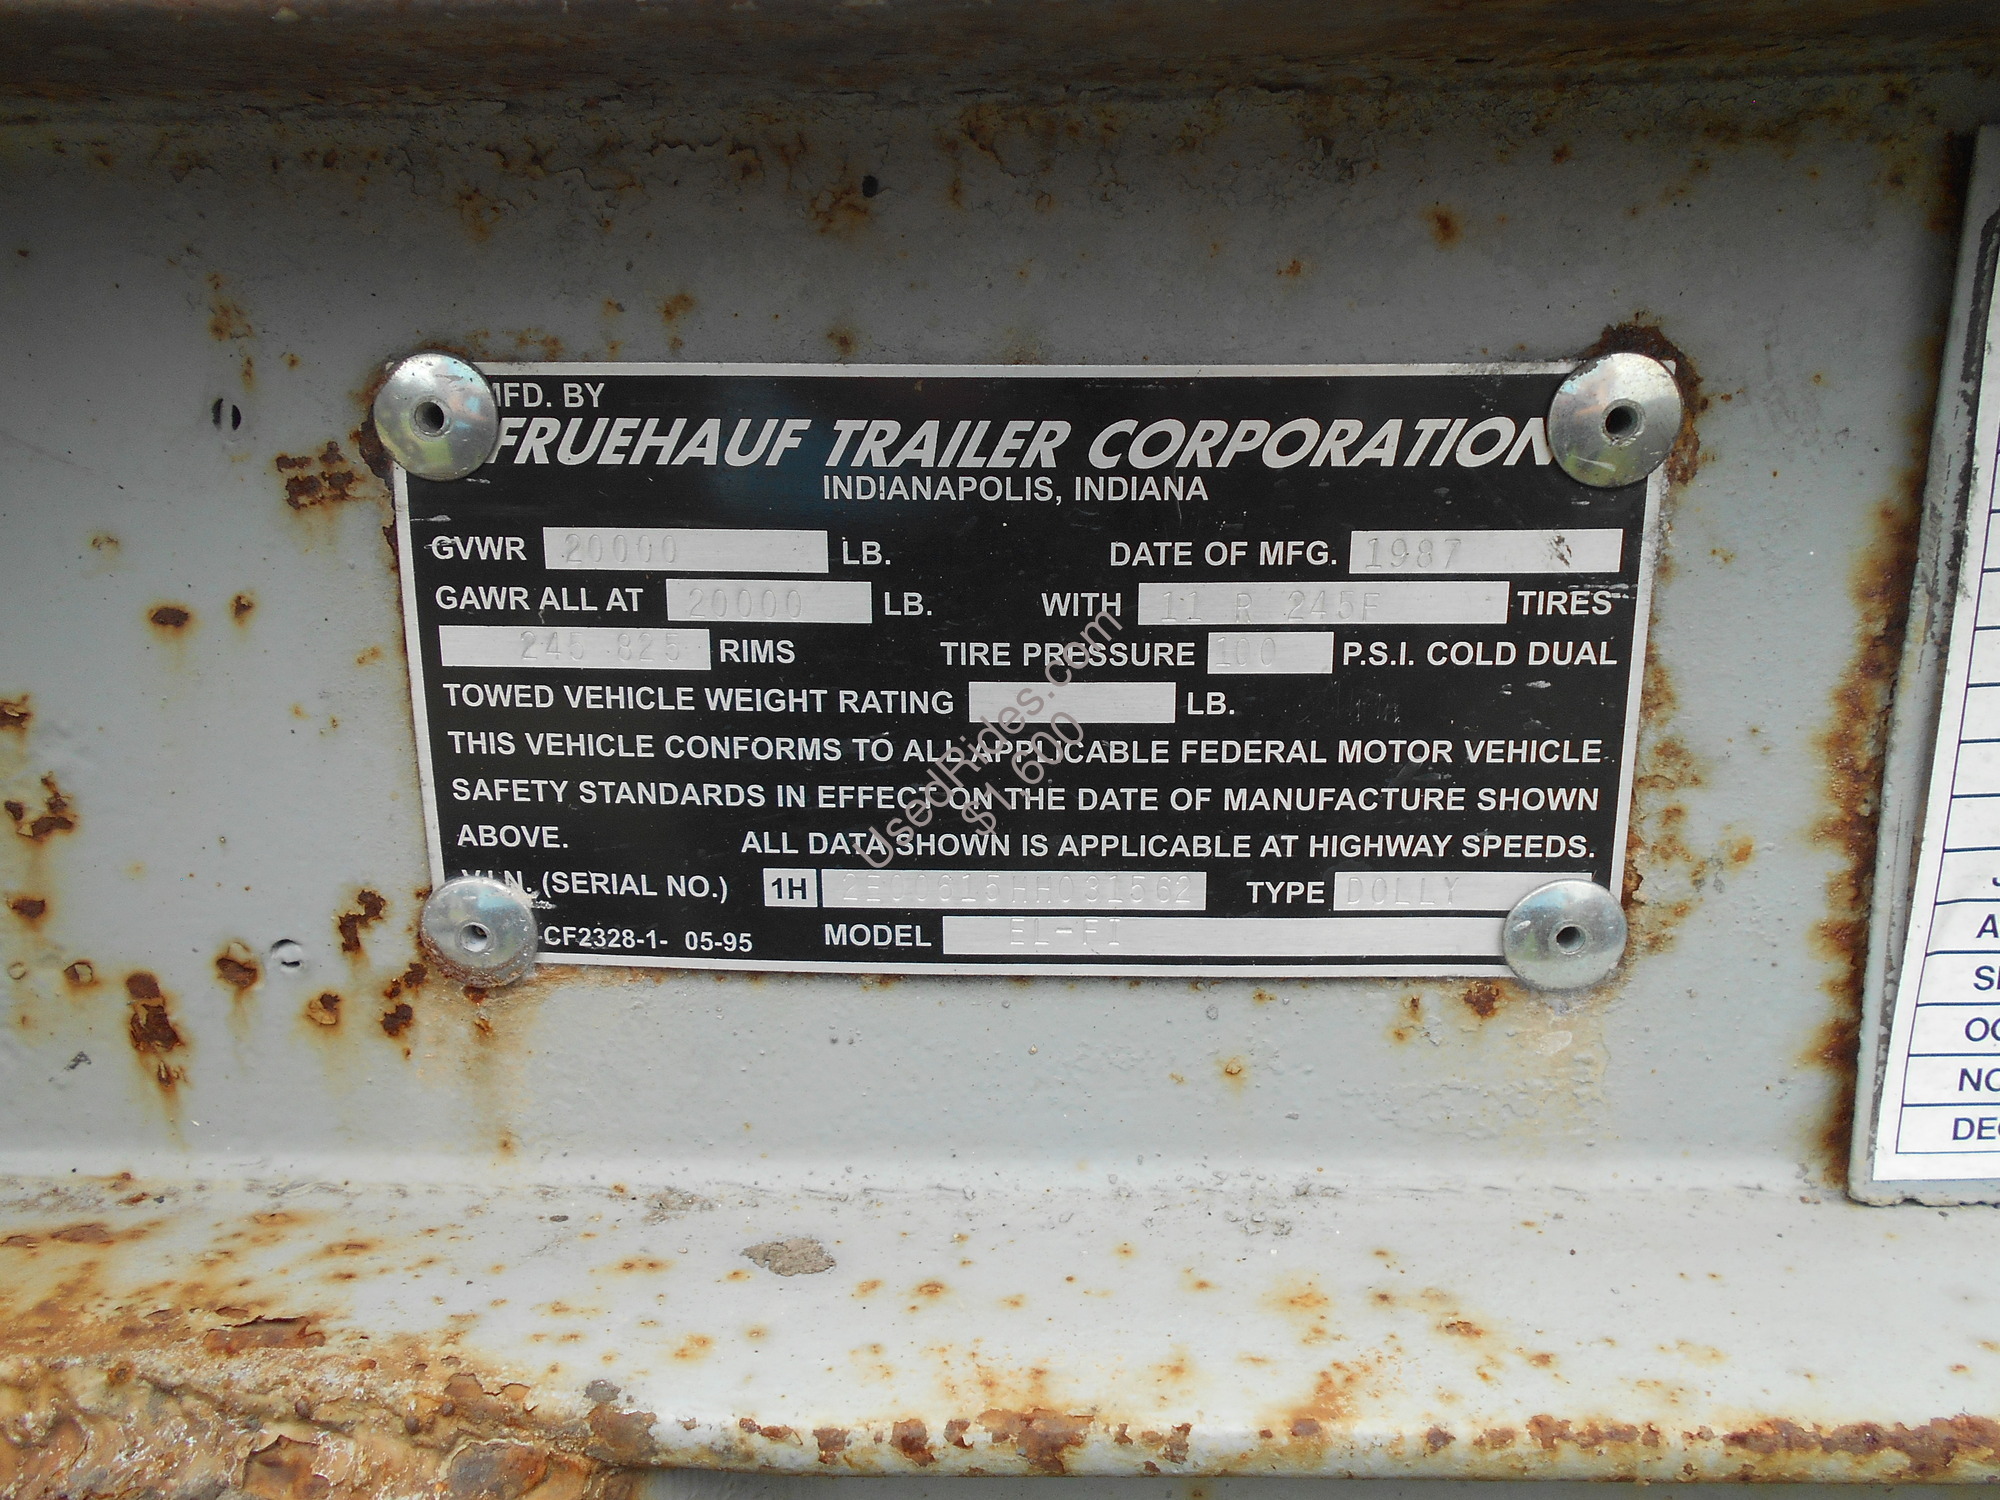 MFD. BY
FRUEHAUF TRAILER CORPORATION
INDIANAPOLIS, INDIANA
GVWR 20000 LB. DATE OF MFG. 1987
GAWR ALL AT 20000 LB. WITH 11 R 245F TIRES
245 825 RIMS TIRE PRESSURE 100 P.S.I. COLD DUAL
TOWED VEHICLE WEIGHT RATING LB.
THIS VEHICLE CONFORMS TO ALL APPLICABLE FEDERAL MOTOR VEHICLE
SAFETY STANDARDS IN EFFECT ON THE DATE OF MANUFACTURE SHOWN
ABOVE. ALL DATA SHOWN IS APPLICABLE AT HIGHWAY SPEEDS.
V.I.N. (SERIAL NO.) 1H TYPE DOLLY
CF2328-1- 05-95 MODEL E1-F1
UsedRides.com
$1,600
J
A
OC
NO